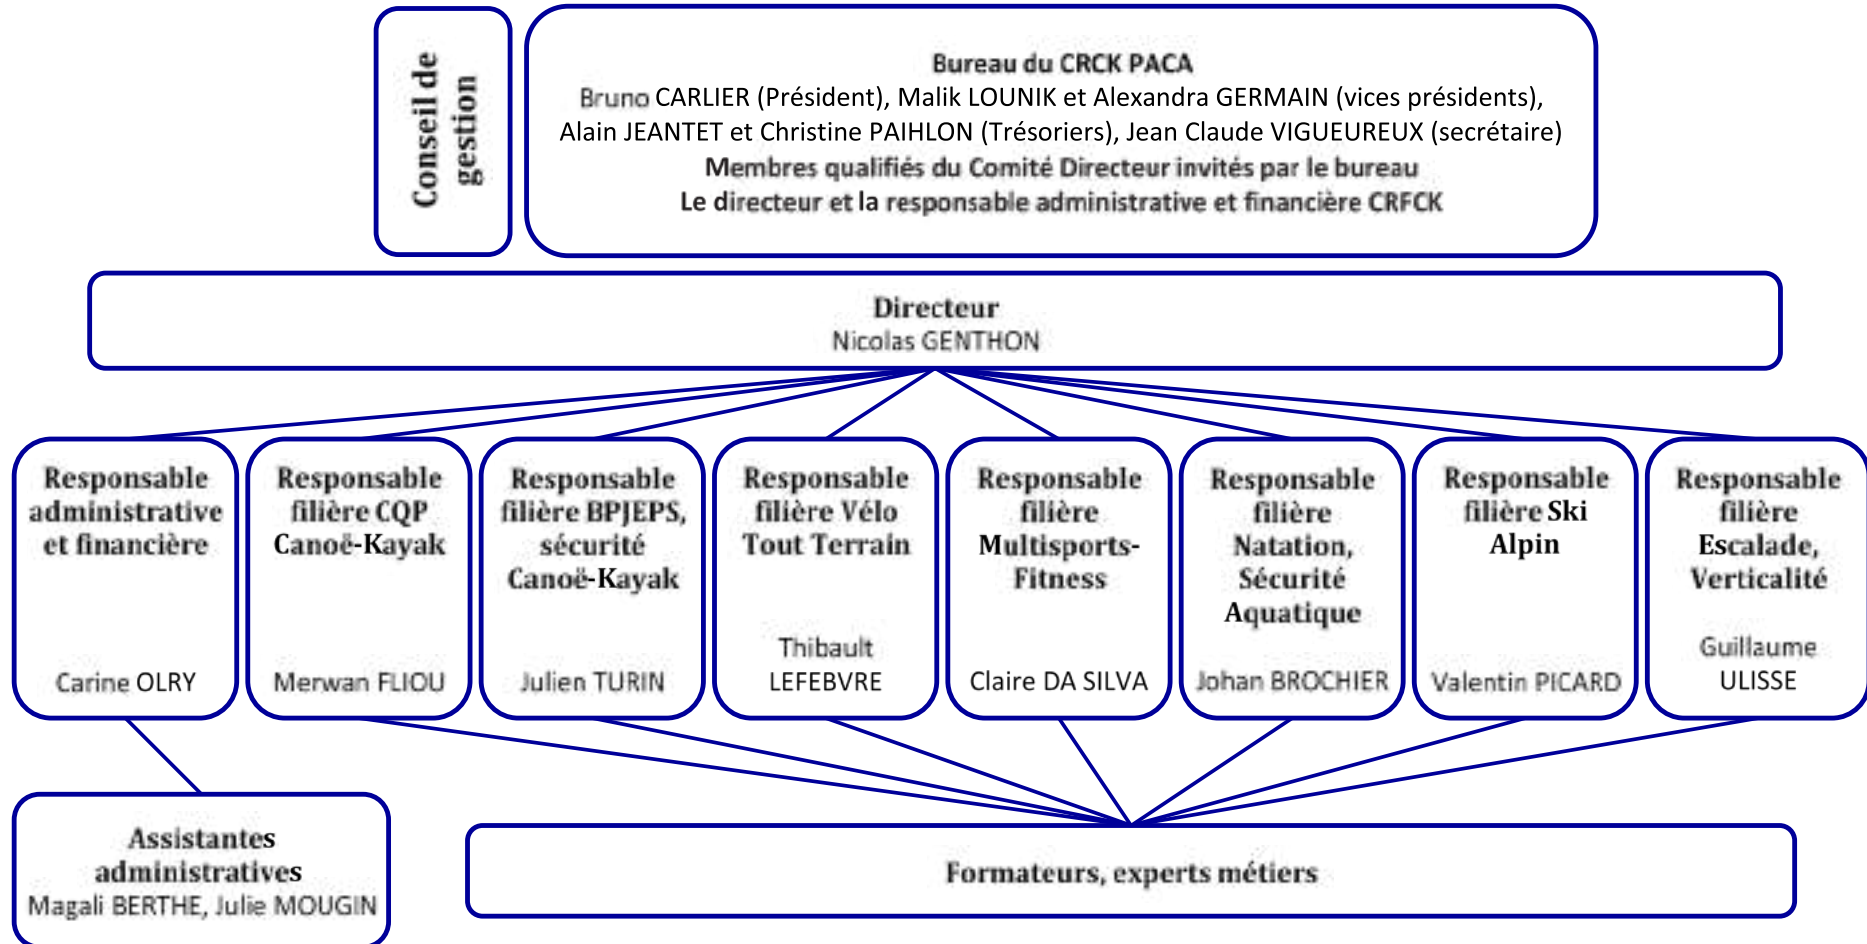 Conseil de
gestion
Bureau du CRCK PACA
Bruno CARLIER (Président), Malik LOUNIK et Alexandra GERMAIN (vices présidents),
Alain JEANTET et Christine PAIHLON (Trésoriers), Jean Claude VIGUEUREUX (secrétaire)
Membres qualifiés du Comité Directeur invités par le bureau
Le directeur et la responsable administrative et financière CRFCK
Directeur
Nicolas GENTHON
Responsable
administrative
et financière
Carine OLRY
Responsable
filière CQP
Canoë-Kayak
Merwan FLIOU
Responsable
filière BPJEPS,
sécurité
Canoë-Kayak
Julien TURIN
Responsable
filière Vélo
Tout Terrain
Thibault
LEFEBVRE
Responsable
filière
Multisports-
Fitness
Claire DA SILVA
Responsable
filière
Natation,
Sécurité
Aquatique
Johan BROCHIER
Responsable
filière Ski
Alpin
Valentin PICARD
Responsable
filière
Escalade,
Verticalité
Guillaume
ULISSE
Assistantes
administratives
Magali BERTHE, Julie MOUGIN
Formateurs, experts métiers